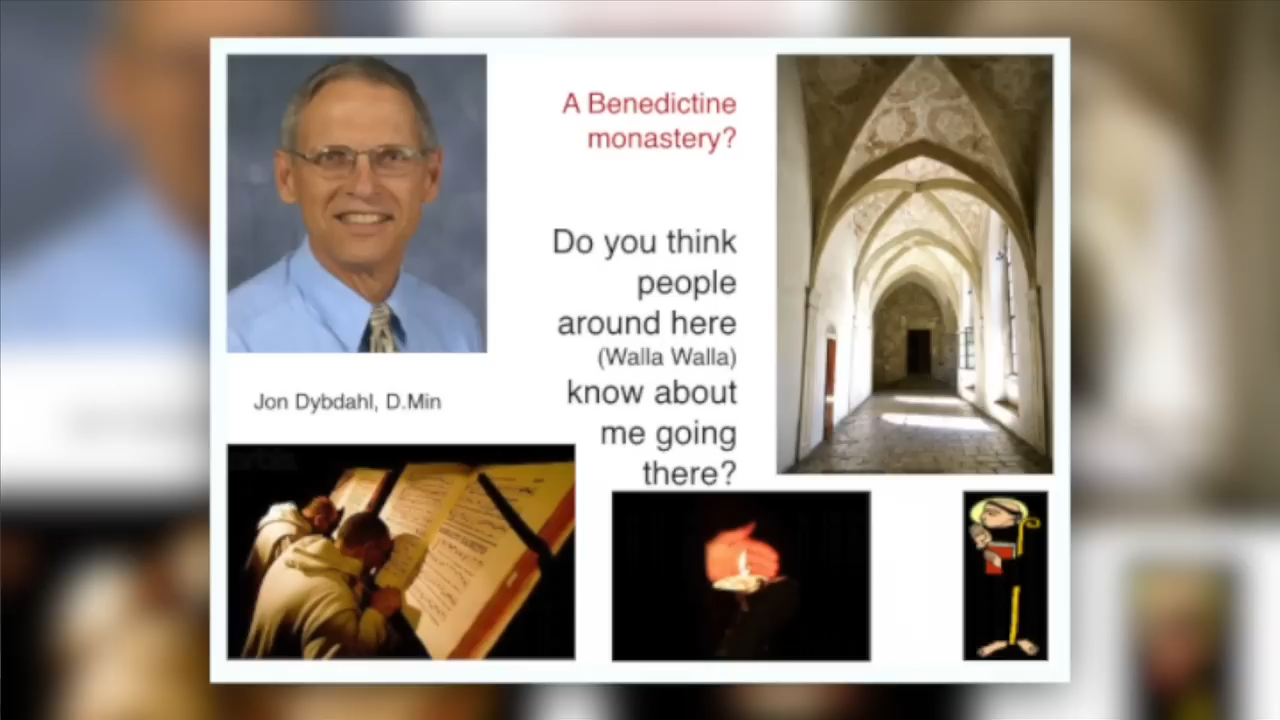 A Benedictine
monastery?
Do you think
people
around here
(Walla Walla)
know about
me going
there?
Jon Dybdahl, D.Min